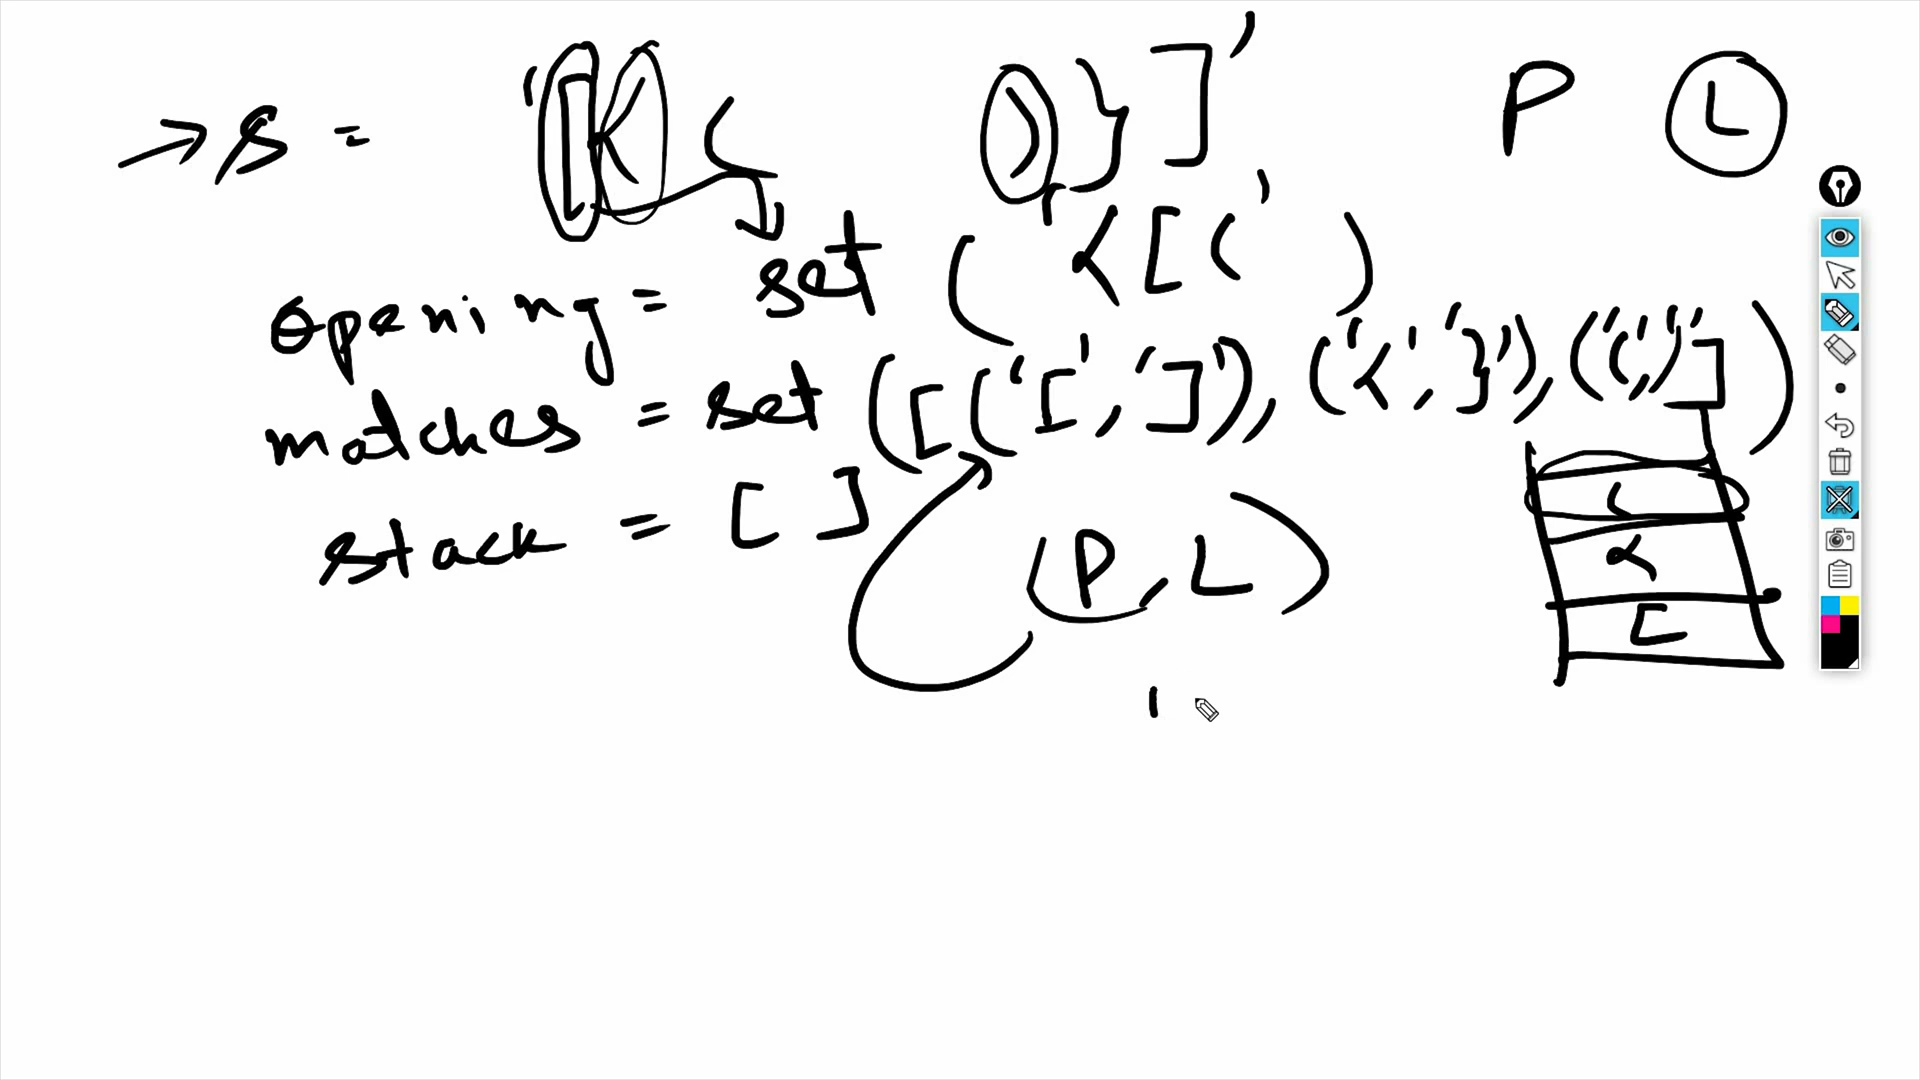 → s = '[{( )}]' P L
opening = set ( '{[(' )
matches = set ([('[', ']'), ('{', '}'), ('(', ')'])
stack = [ ]
(P, L)
(
{
[
'